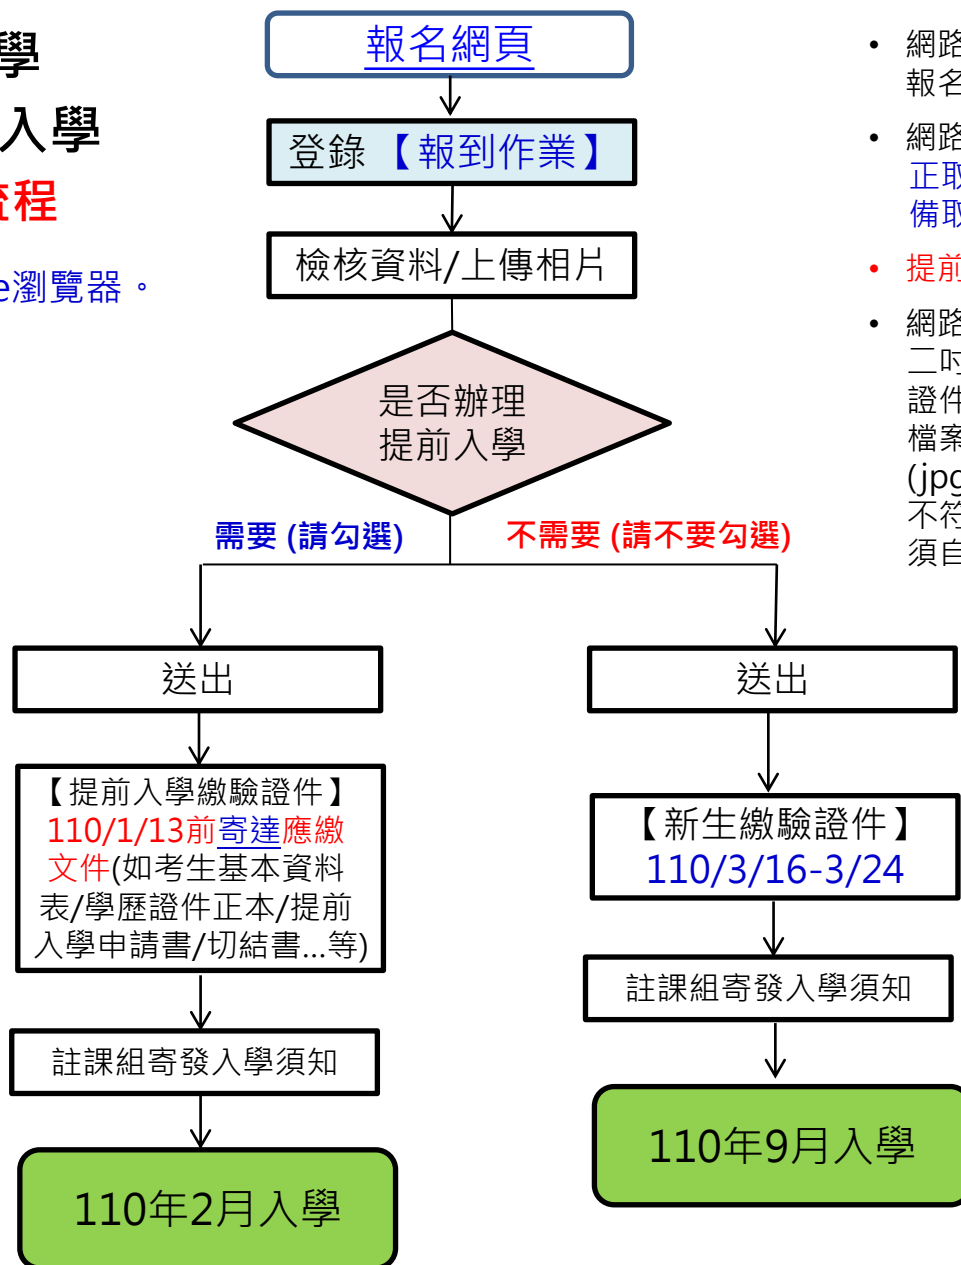 學
入學
流程
e瀏覽器。
報名網頁
登錄【報到作業】
檢核資料/上傳相片
是否辦理
提前入學
需要 (請勾選)
不需要 (請不要勾選)
送出
【提前入學繳驗證件】
110/1/13前寄達應繳
文件(如考生基本資料
表/學歷證件正本/提前
入學申請書/切結書...等)
註課組寄發入學須知
110年2月入學
送出
【新生繳驗證件】
110/3/16-3/24
註課組寄發入學須知
110年9月入學
• 網路
報名
• 網路
正取
備取
• 提前
• 網路
二吋
證件
檔案
(jpg
不符
須自